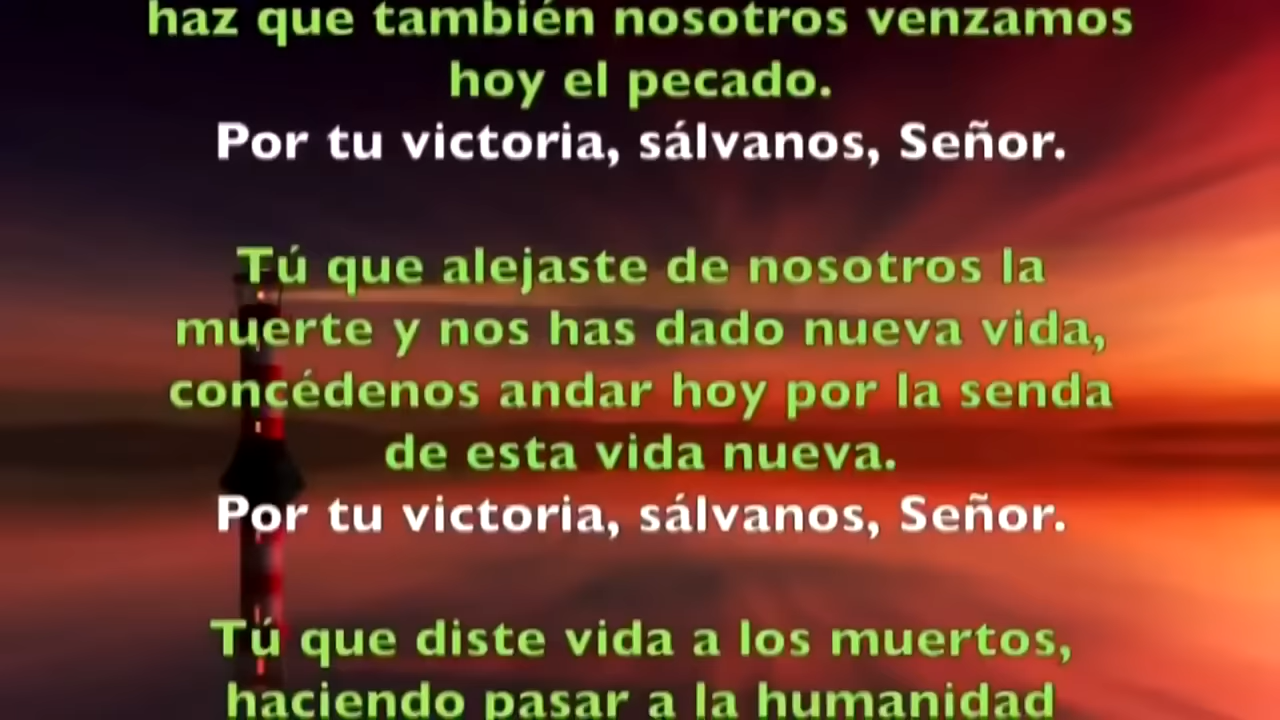 haz que también nosotros venzamos
hoy el pecado.
Por tu victoria, sálvanos, Señor.
Tú que alejaste de nosotros la
muerte y nos has dado nueva vida,
concédenos andar hoy por la senda
de esta vida nueva.
Por tu victoria, sálvanos, Señor.
Tú que diste vida a los muertos,
haciendo pasar a la humanidad